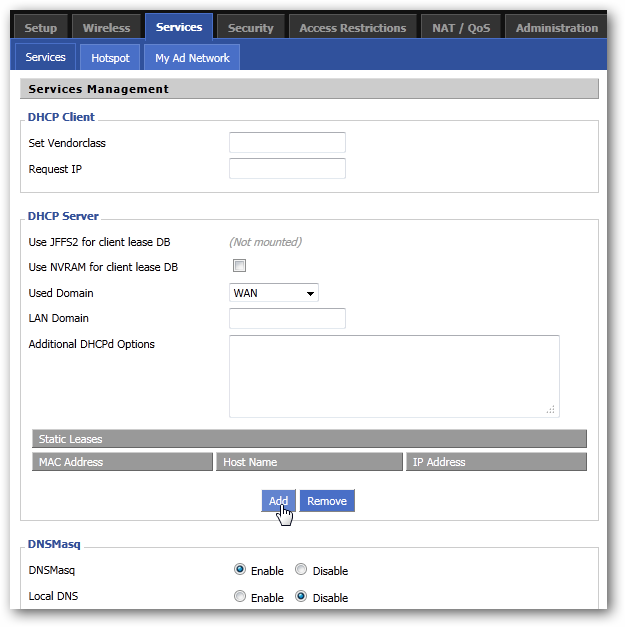 Setup Wireless Services Security Access Restrictions NAT / QoS Administration
Services Hotspot My Ad Network
Services Management
DHCP Client
Set Vendorclass
Request IP
DHCP Server
Use JFFS2 for client lease DB (Not mounted)
Use NVRAM for client lease DB
Used Domain WAN
LAN Domain
Additional DHCPd Options
Static Leases
MAC Address Host Name IP Address
Add Remove
DNSMasq
DNSMasq Enable Disable
Local DNS Enable Disable